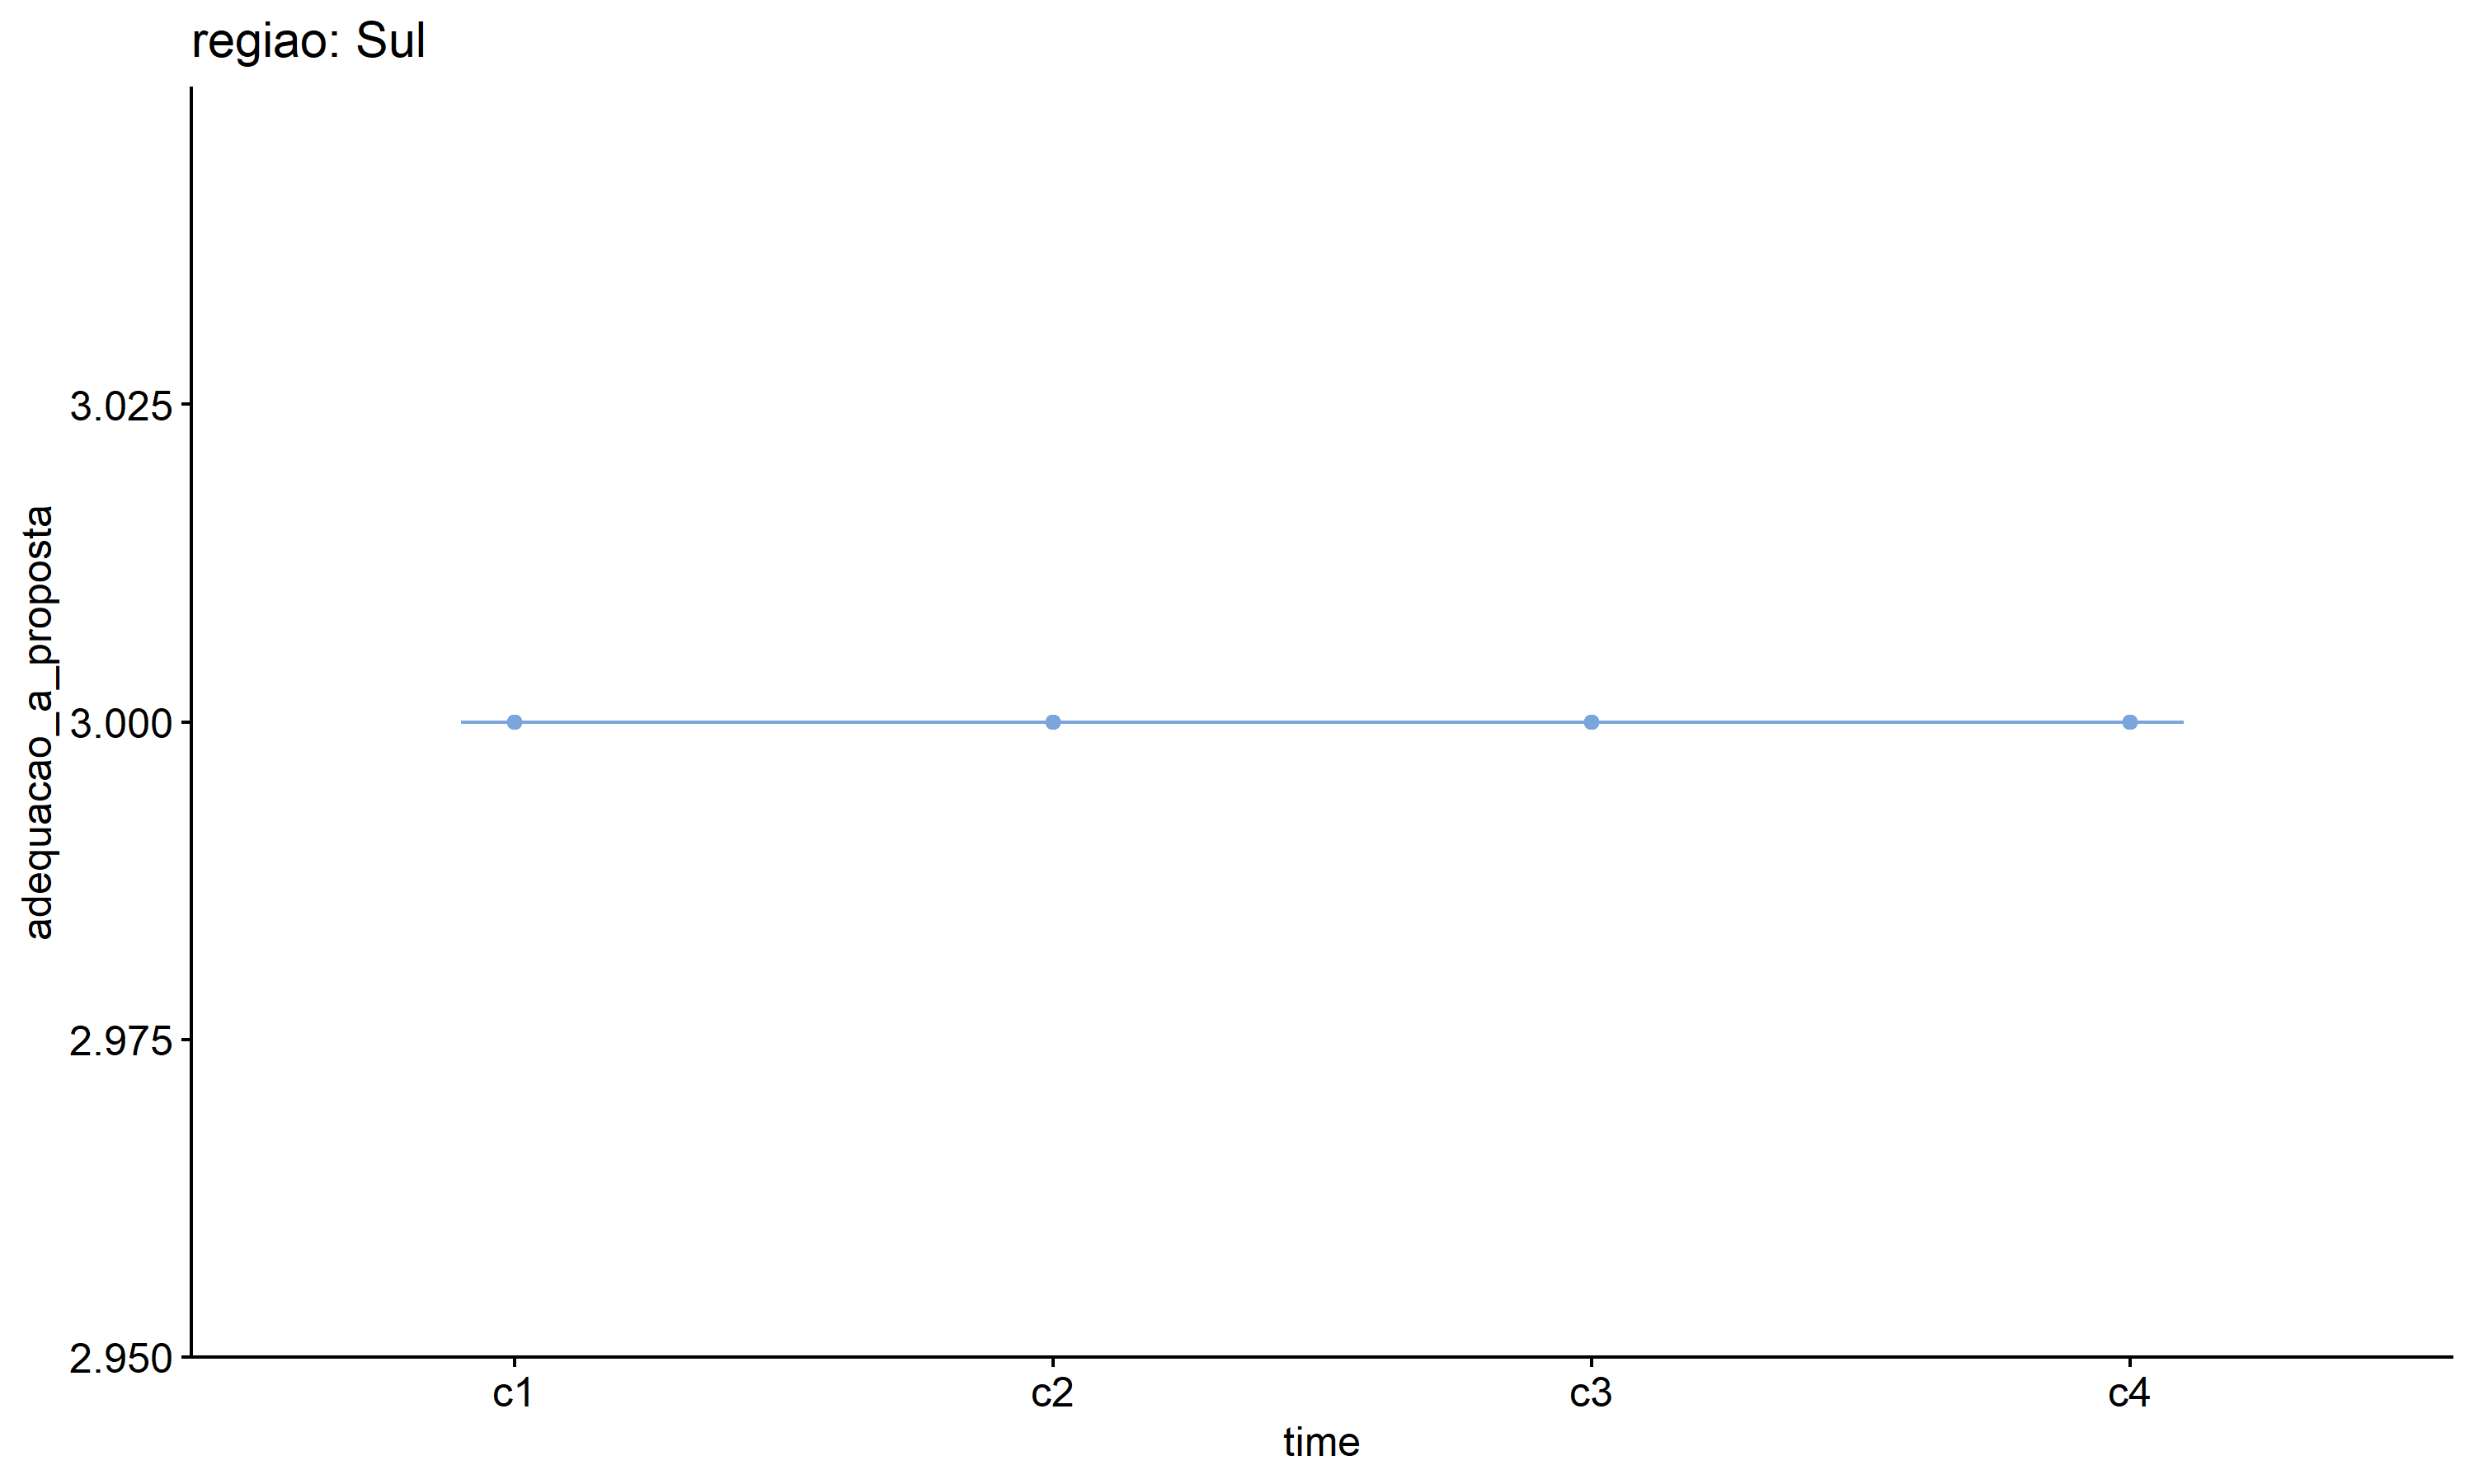 regiao: Sul
adequacao_a_proposta
3.025
3.000
2.975
2.950
c1 c2 c3 c4
time